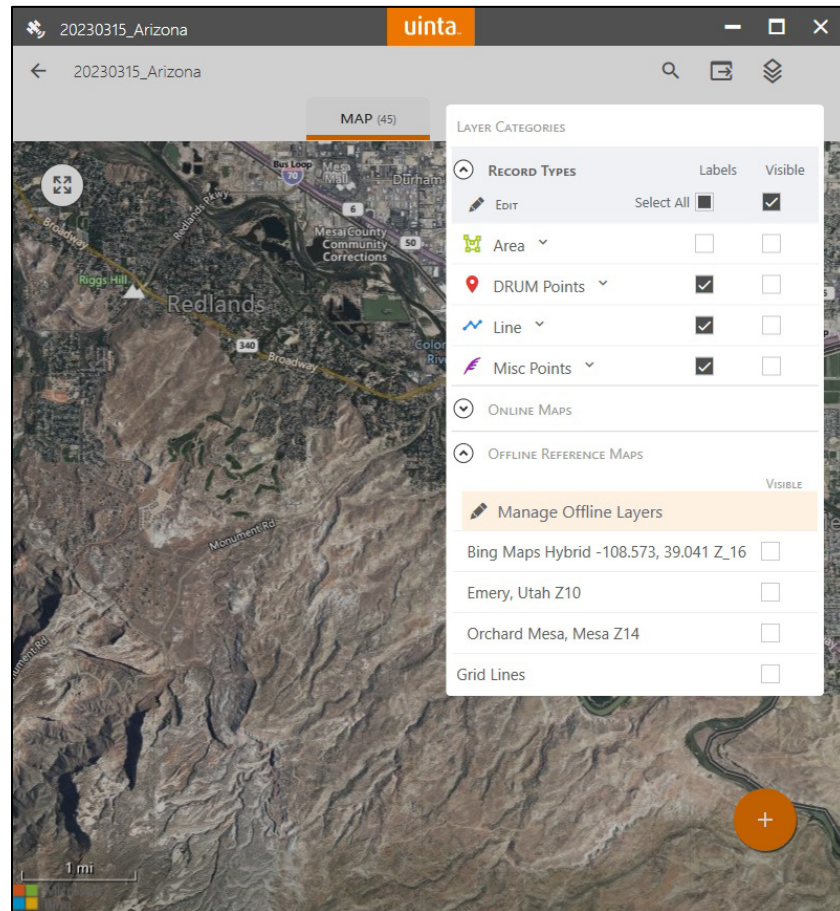 20230315_Arizona
uinta
20230315_Arizona
MAP (45)
LAYER CATEGORIES
RECORD TYPES Labels Visible
EDIT Select All
Area
DRUM Points
Line
Misc Points
ONLINE MAPS
OFFLINE REFERENCE MAPS
VISIBLE
Manage Offline Layers
Bing Maps Hybrid -108.573, 39.041 Z_16
Emery, Utah Z10
Orchard Mesa, Mesa Z14
Grid Lines
Bus Loop
70
Mesa
Mall
Durham
Redlands Pkwy
6
50
Mesa County
Community
Corrections
Broadway
Riggs Hill
Redlands
340
Broadway
Monument Rd
Monument Rd
1 mi